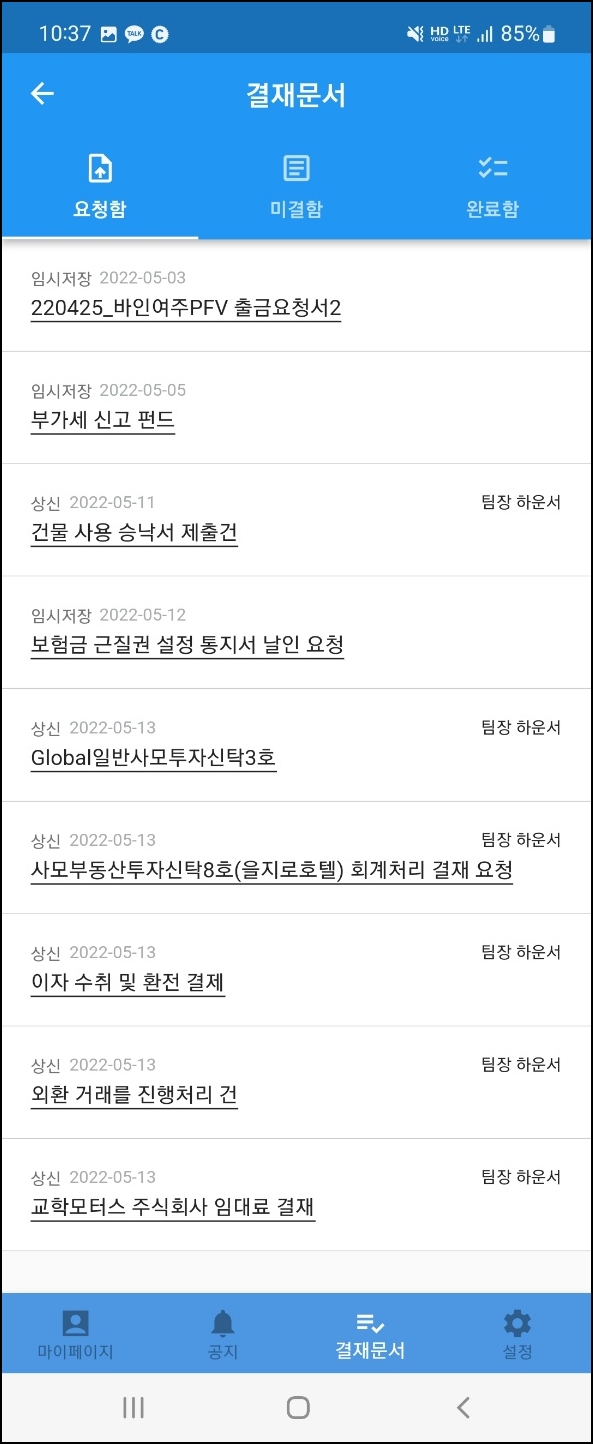 10:37 TALK C HD voice LTE 85%
결재문서
요청함 미결함 완료함
임시저장 2022-05-03
220425_바인여주PFV 출금요청서2
임시저장 2022-05-05
부가세 신고 펀드
상신 2022-05-11 팀장 하운서
건물 사용 승낙서 제출건
임시저장 2022-05-12
보험금 근질권 설정 통지서 날인 요청
상신 2022-05-13 팀장 하운서
Global일반사모투자신탁3호
상신 2022-05-13 팀장 하운서
사모부동산투자신탁8호(을지로호텔) 회계처리 결재 요청
상신 2022-05-13 팀장 하운서
이자 수취 및 환전 결제
상신 2022-05-13 팀장 하운서
외환 거래를 진행처리 건
상신 2022-05-13 팀장 하운서
교학모터스 주식회사 임대료 결재
마이페이지 공지 결재문서 설정